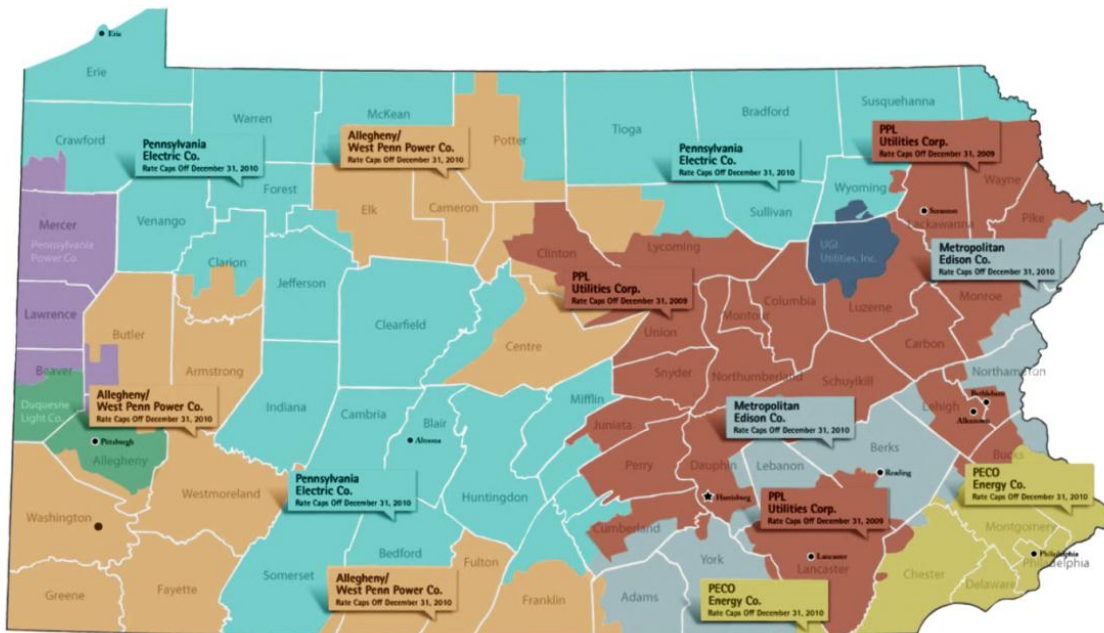 Erie
Erie
Crawford
Warren
McKean
Potter
Tioga
Bradford
Susquehanna
Pennsylvania
Electric Co.
Rate Caps Off December 31, 2010
Allegheny/
West Penn Power Co.
Rate Caps Off December 31, 2010
Pennsylvania
Electric Co.
Rate Caps Off December 31, 2010
PPL
Utilities Corp.
Rate Caps Off December 31, 2009
Wayne
Wyoming
Forest
Elk
Cameron
Sullivan
Scranton
Lackawanna
Pike
Mercer
Pennsylvania
Power Co.
Venango
Clinton
Lycoming
UGI
Utilities, Inc.
Metropolitan
Edison Co.
Rate Caps Off December 31, 2010
Clarion
Jefferson
PPL
Utilities Corp.
Rate Caps Off December 31, 2009
Columbia
Luzerne
Monroe
Lawrence
Butler
Clearfield
Centre
Union
Montour
Carbon
Beaver
Armstrong
Snyder
Northumberland
Schuylkill
Northampton
Duquesne
Light Co.
Allegheny/
West Penn Power Co.
Rate Caps Off December 31, 2010
Indiana
Cambria
Blair
Mifflin
Juniata
Metropolitan
Edison Co.
Rate Caps Off December 31, 2010
Lehigh
Bethlehem
Allentown
Pittsburgh
Allegheny
Altoona
Perry
Dauphin
Lebanon
Berks
Reading
Bucks
Westmoreland
Pennsylvania
Electric Co.
Rate Caps Off December 31, 2010
Huntingdon
Harrisburg
PPL
Utilities Corp.
Rate Caps Off December 31, 2009
PECO
Energy Co.
Rate Caps Off December 31, 2010
Washington
Cumberland
Montgomery
Bedford
York
Lancaster
Lancaster
Philadelphia
Philadelphia
Greene
Fayette
Somerset
Allegheny/
West Penn Power Co.
Rate Caps Off December 31, 2010
Fulton
Franklin
Adams
PECO
Energy Co.
Rate Caps Off December 31, 2010
Chester
Delaware